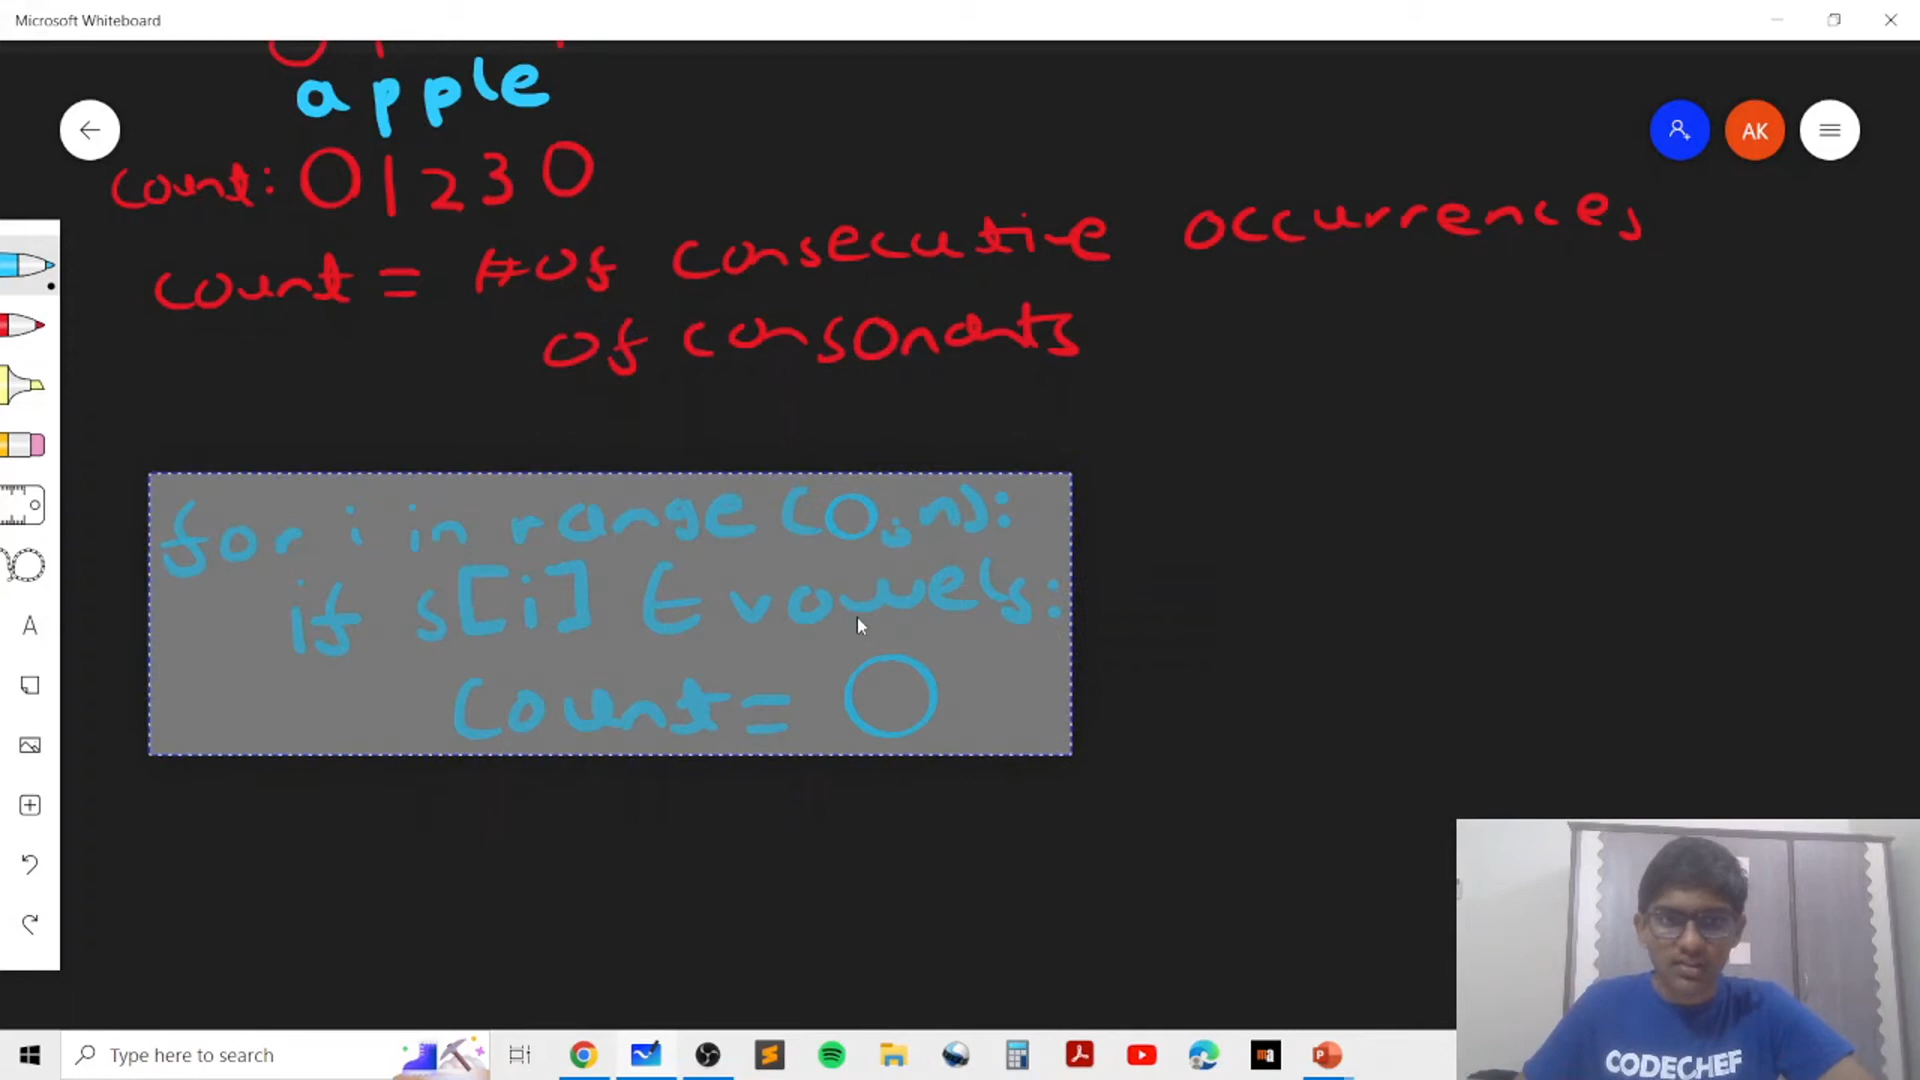 Microsoft Whiteboard
apple
count: 0 1 2 3 0
count = # of consecutive occurrences
of consonants
AK
for i in range (0,n):
if s[i] ∈ vowels:
count = 0
A
Type here to search
ma
P
CODECHEF